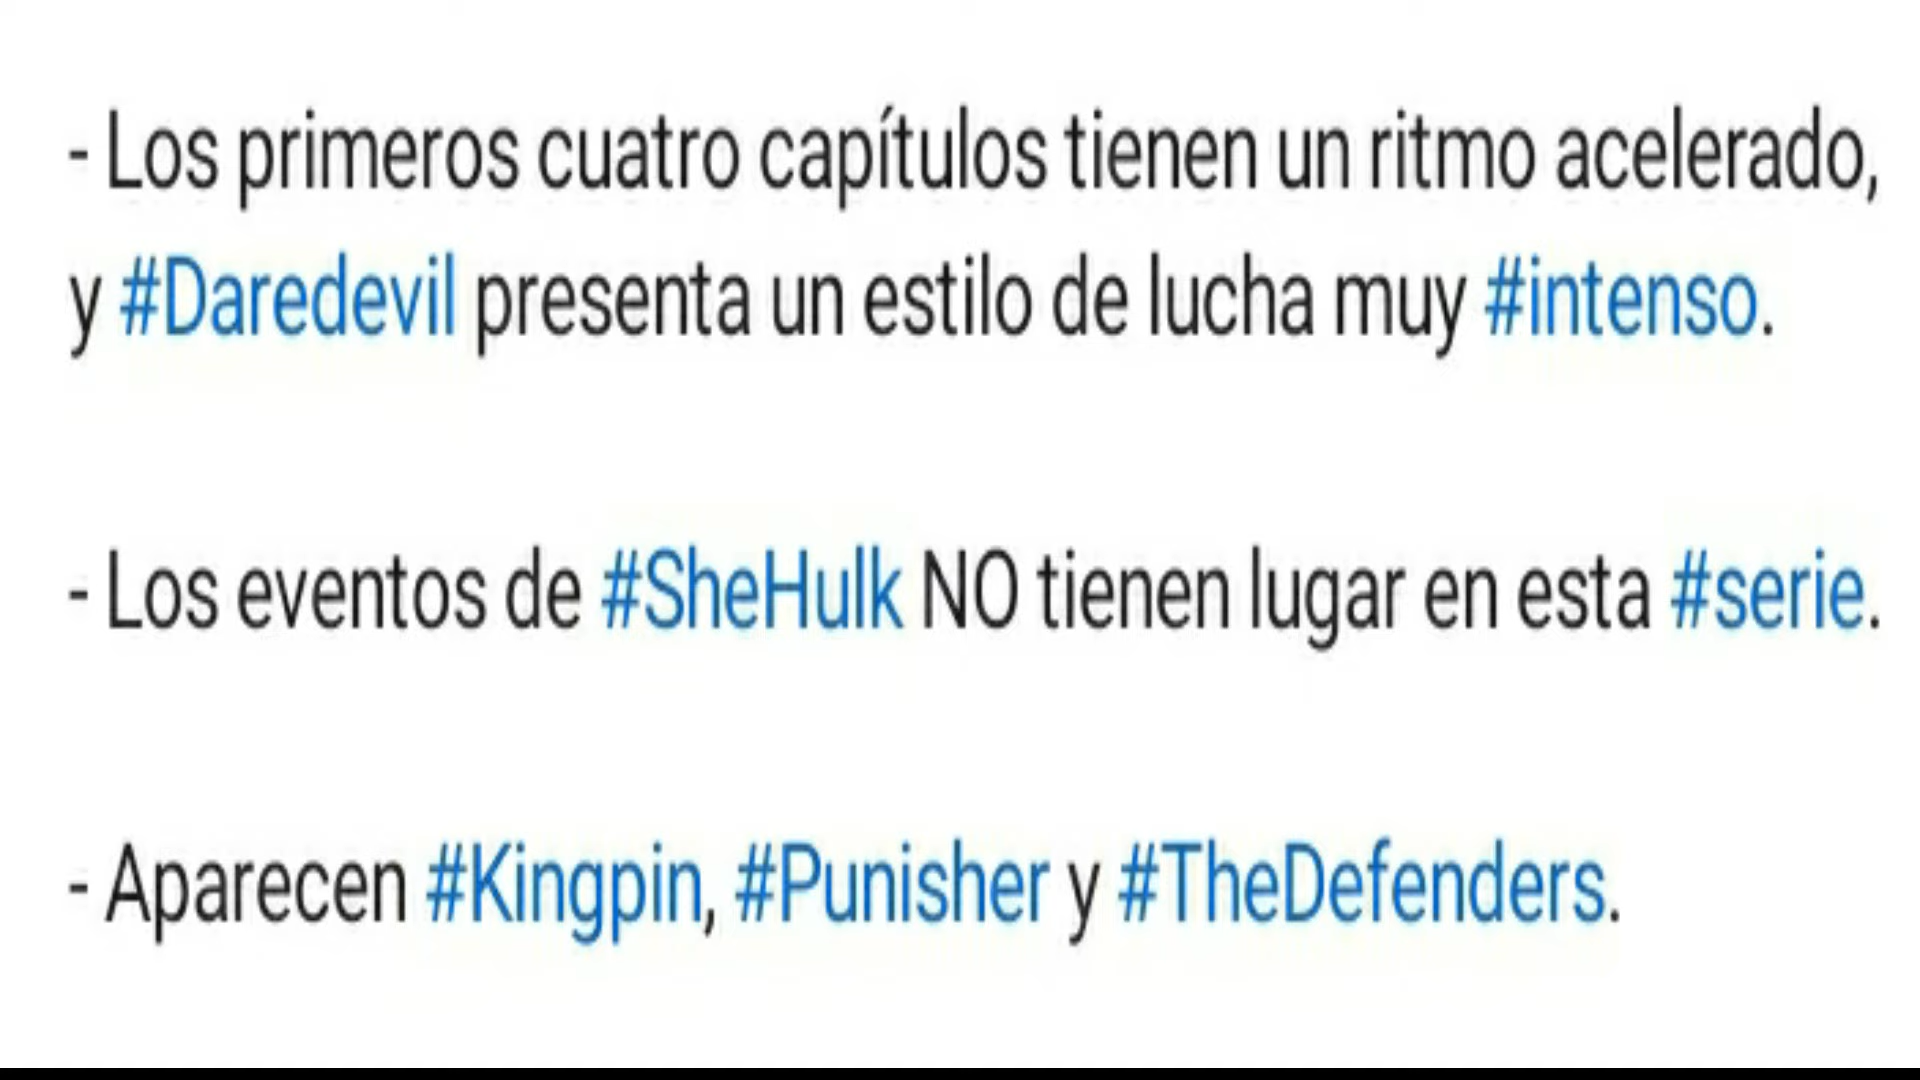 - Los primeros cuatro capítulos tienen un ritmo acelerado,
y #Daredevil presenta un estilo de lucha muy #intenso.
- Los eventos de #SheHulk NO tienen lugar en esta #serie.
- Aparecen #Kingpin, #Punisher y #TheDefenders.